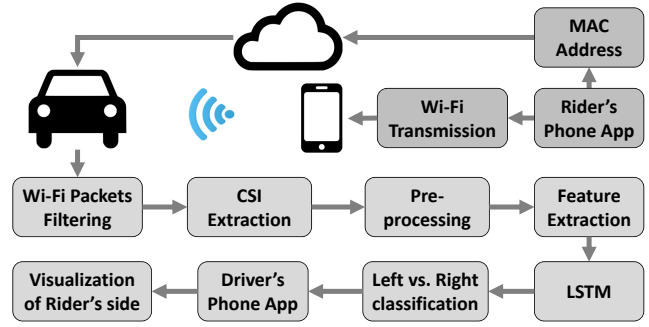 MAC
Address
Wi-Fi
Transmission
Rider's
Phone App
Wi-Fi Packets
Filtering
CSI
Extraction
Pre-
processing
Feature
Extraction
Visualization
of Rider's side
Driver's
Phone App
Left vs. Right
classification
LSTM